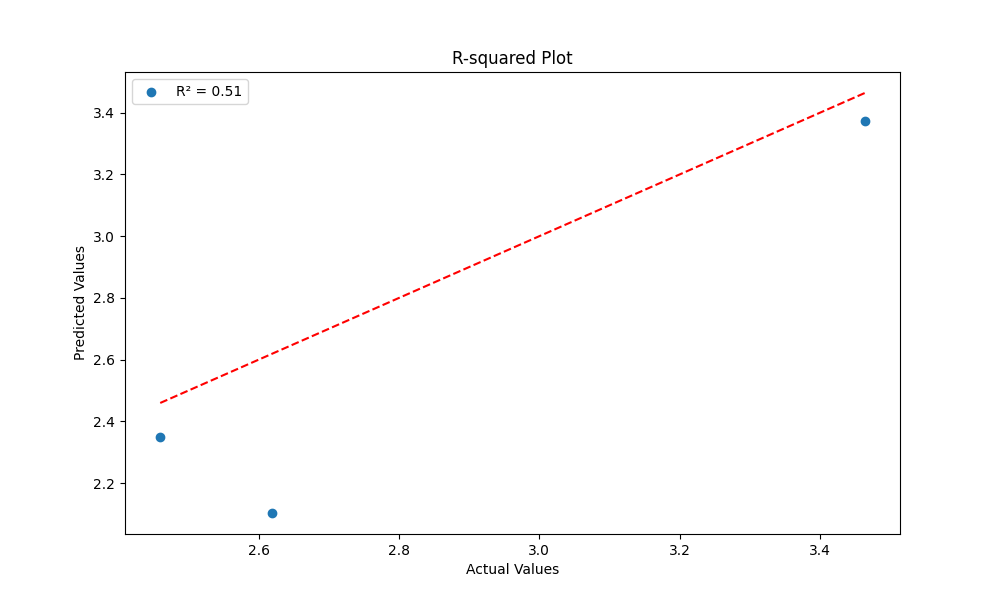 R-squared Plot
R² = 0.51
3.4
3.2
3.0
2.8
2.6
2.4
2.2
Predicted Values
2.6 2.8 3.0 3.2 3.4
Actual Values